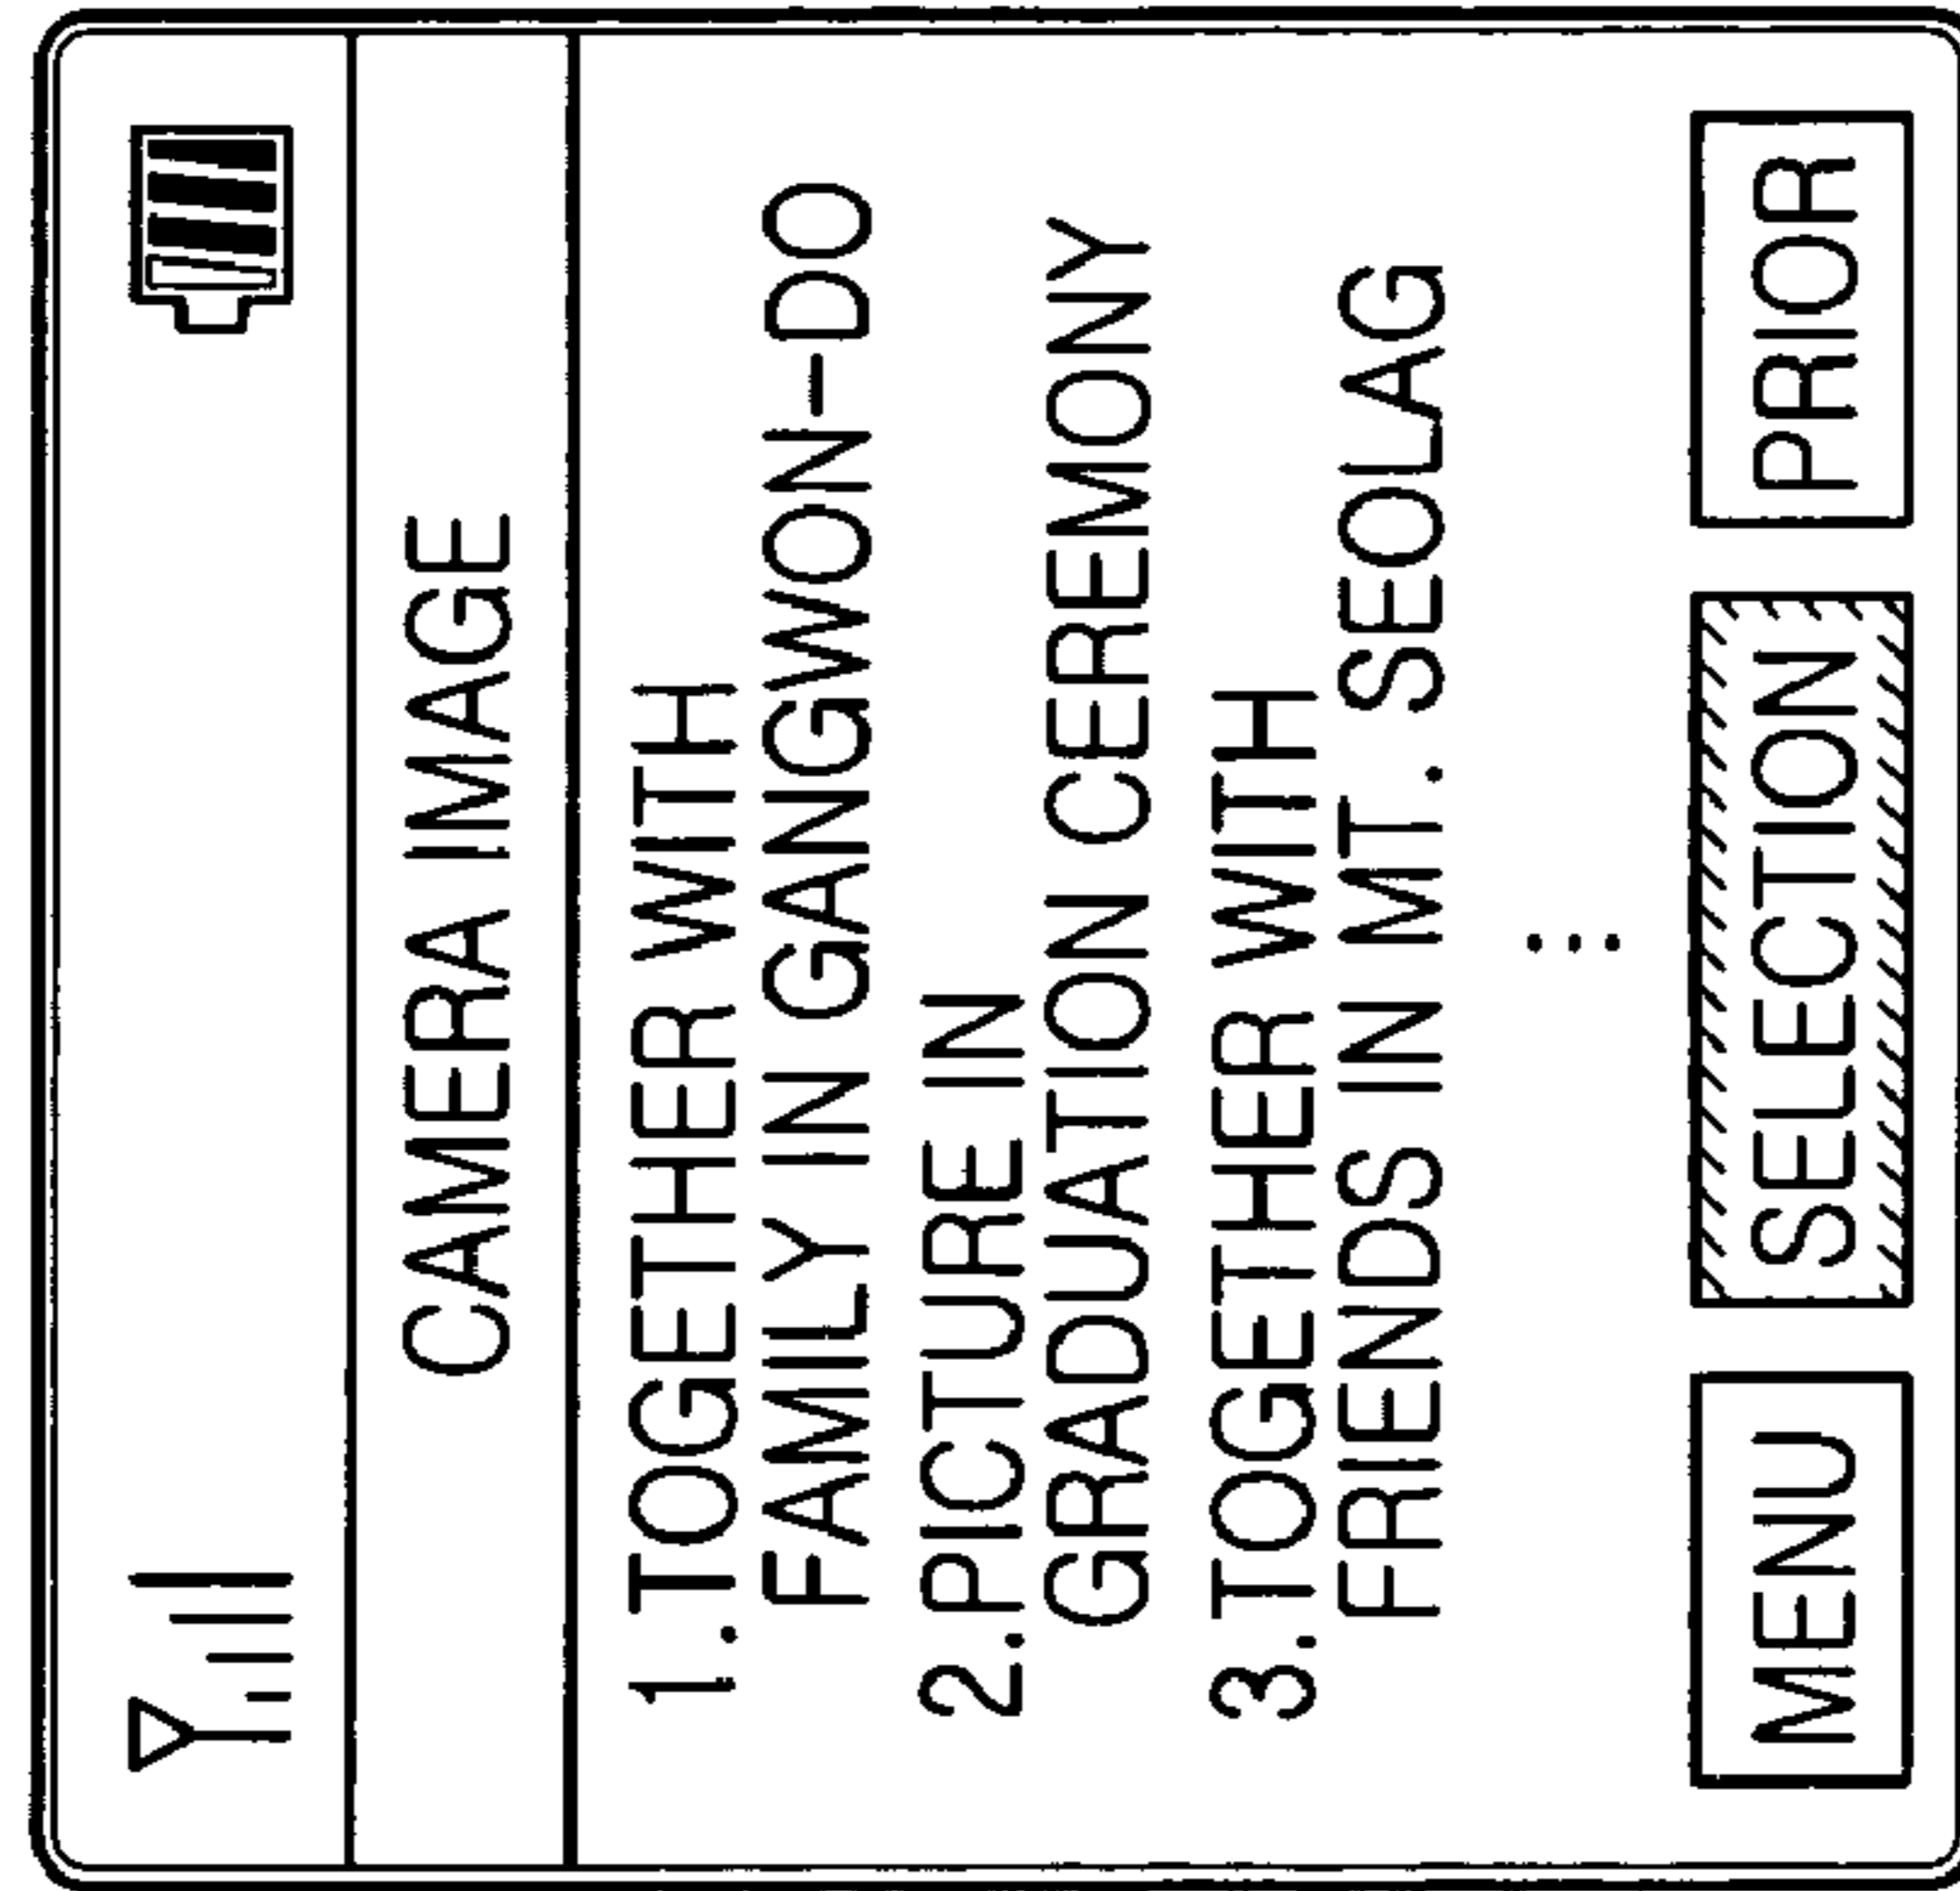 CAMERA IMAGE
1.TOGETHER WITH
FAMILY IN GANGWON-DO
2.PICTURE IN
GRADUATION CEREMONY
3.TOGETHER WITH
FRIENDS IN MT. SEOLAG
...
MENU SELECTION PRIOR